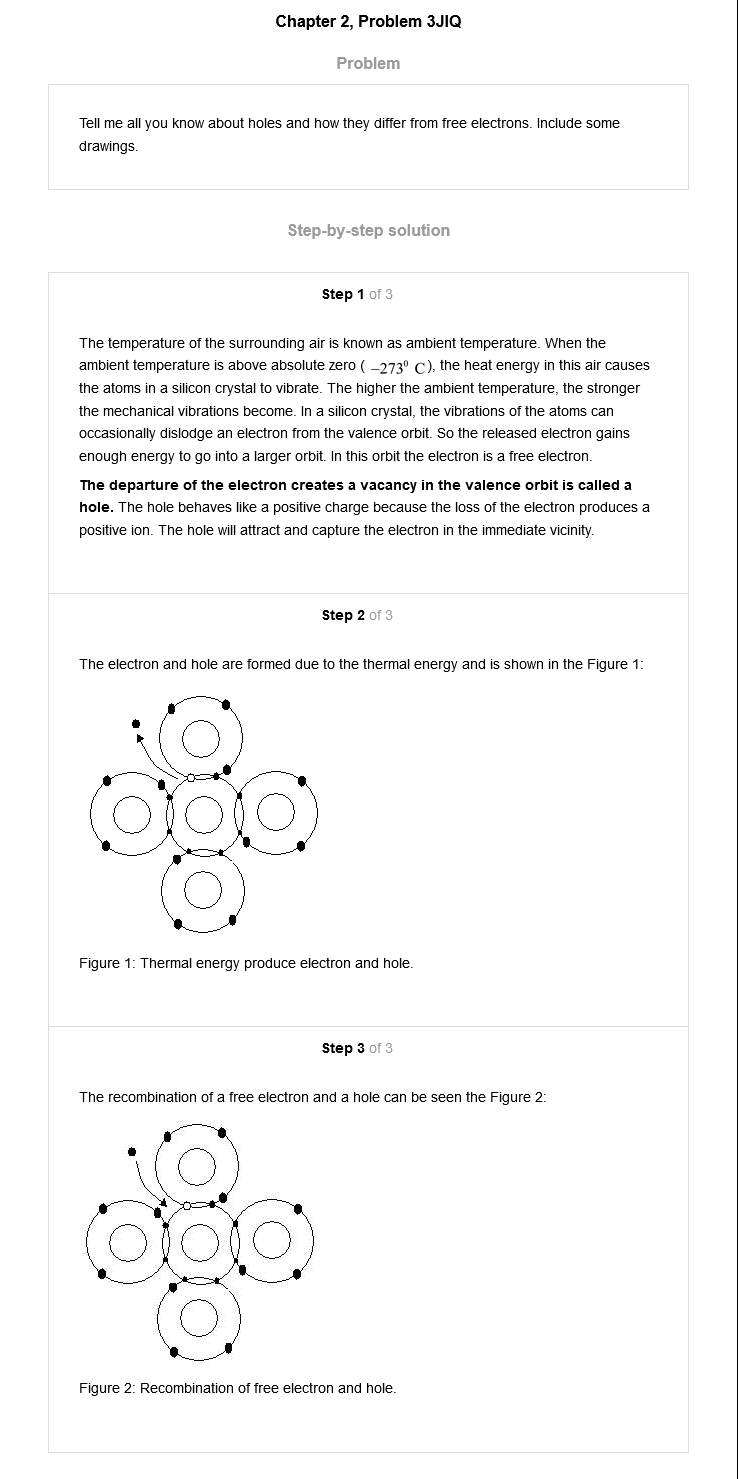 Chapter 2, Problem 3JIQ
Problem
Tell me all you know about holes and how they differ from free electrons. Include some
drawings.
Step-by-step solution
Step 1 of 3
The temperature of the surrounding air is known as ambient temperature. When the
ambient temperature is above absolute zero ( −273⁰ C), the heat energy in this air causes
the atoms in a silicon crystal to vibrate. The higher the ambient temperature, the stronger
the mechanical vibrations become. In a silicon crystal, the vibrations of the atoms can
occasionally dislodge an electron from the valence orbit. So the released electron gains
enough energy to go into a larger orbit. In this orbit the electron is a free electron.
The departure of the electron creates a vacancy in the valence orbit is called a
hole. The hole behaves like a positive charge because the loss of the electron produces a
positive ion. The hole will attract and capture the electron in the immediate vicinity.
Step 2 of 3
The electron and hole are formed due to the thermal energy and is shown in the Figure 1:
Figure 1: Thermal energy produce electron and hole.
Step 3 of 3
The recombination of a free electron and a hole can be seen the Figure 2:
Figure 2: Recombination of free electron and hole.